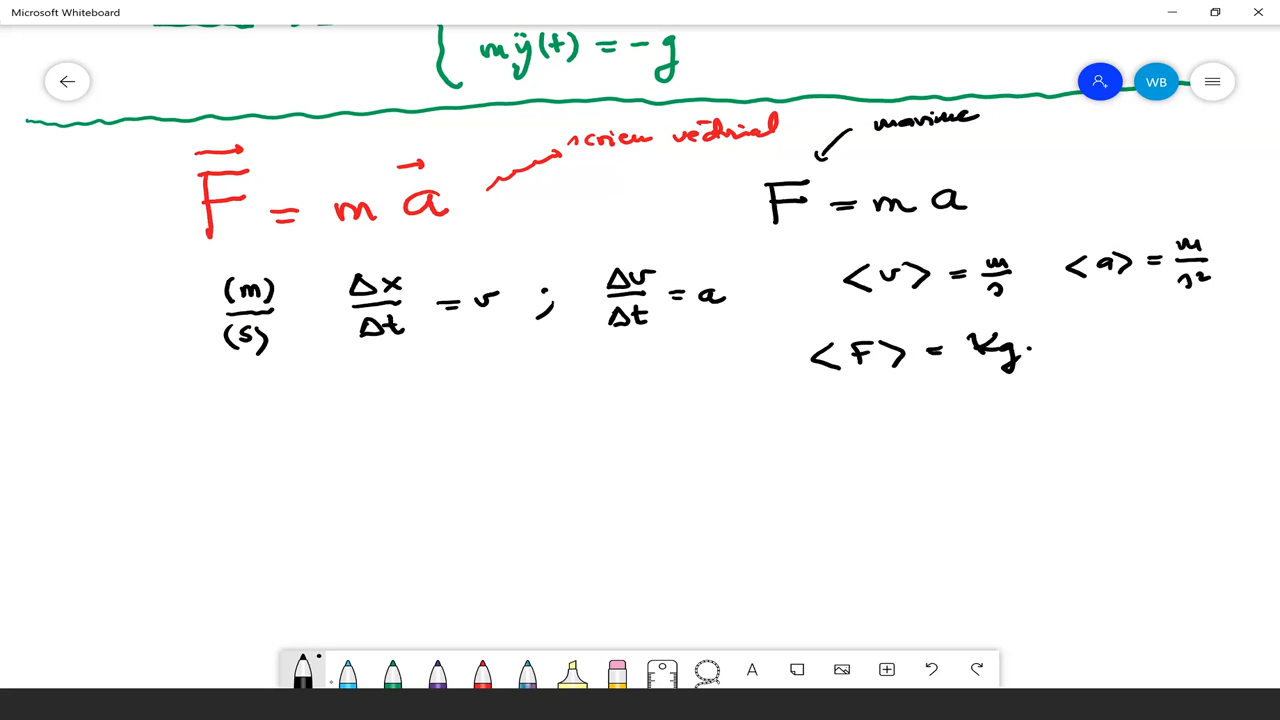 Microsoft Whiteboard
mÿ(t) = - g
WB
scriem vectorial
mărime
F⃗ = m a⃗
F = m a
(m)/(s) Δx/Δt = v ; Δv/Δt = a
<v> = m/s <a> = m/s²
<F> = Kg.
A